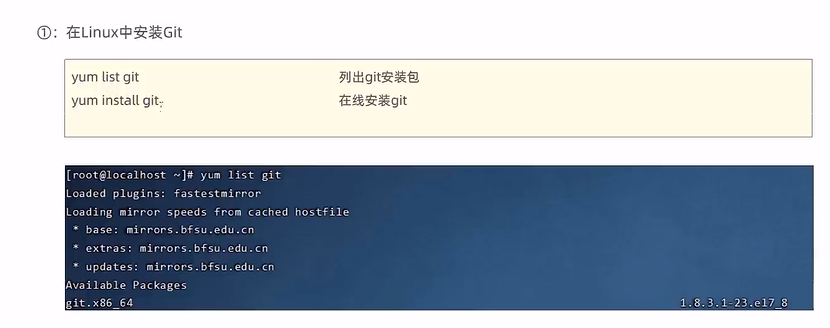 ①：在Linux中安装Git
yum list git 列出git安装包
yum install git 在线安装git
[root@localhost ~]# yum list git
Loaded plugins: fastestmirror
Loading mirror speeds from cached hostfile
* base: mirrors.bfsu.edu.cn
* extras: mirrors.bfsu.edu.cn
* updates: mirrors.bfsu.edu.cn
Available Packages
git.x86_64 1.8.3.1-23.el7_8